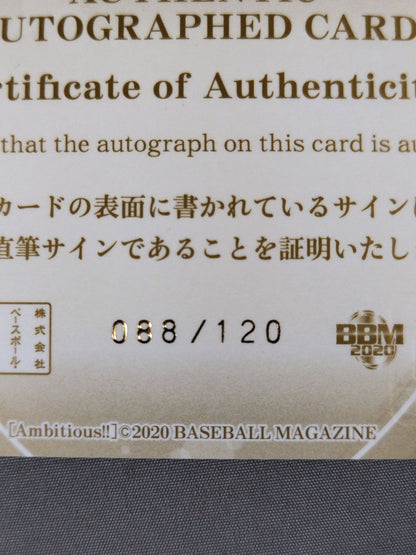 AUTHENTIC
UTOGRAPHED CARD
rtificate of Authenticit
that the autograph on this card is au
カードの表面に書かれているサインに
直筆サインであることを証明いたし
株式会社
ベースボール・
088/120
BBM
2020
[Ambitious!!]©2020 BASEBALL MAGAZINE